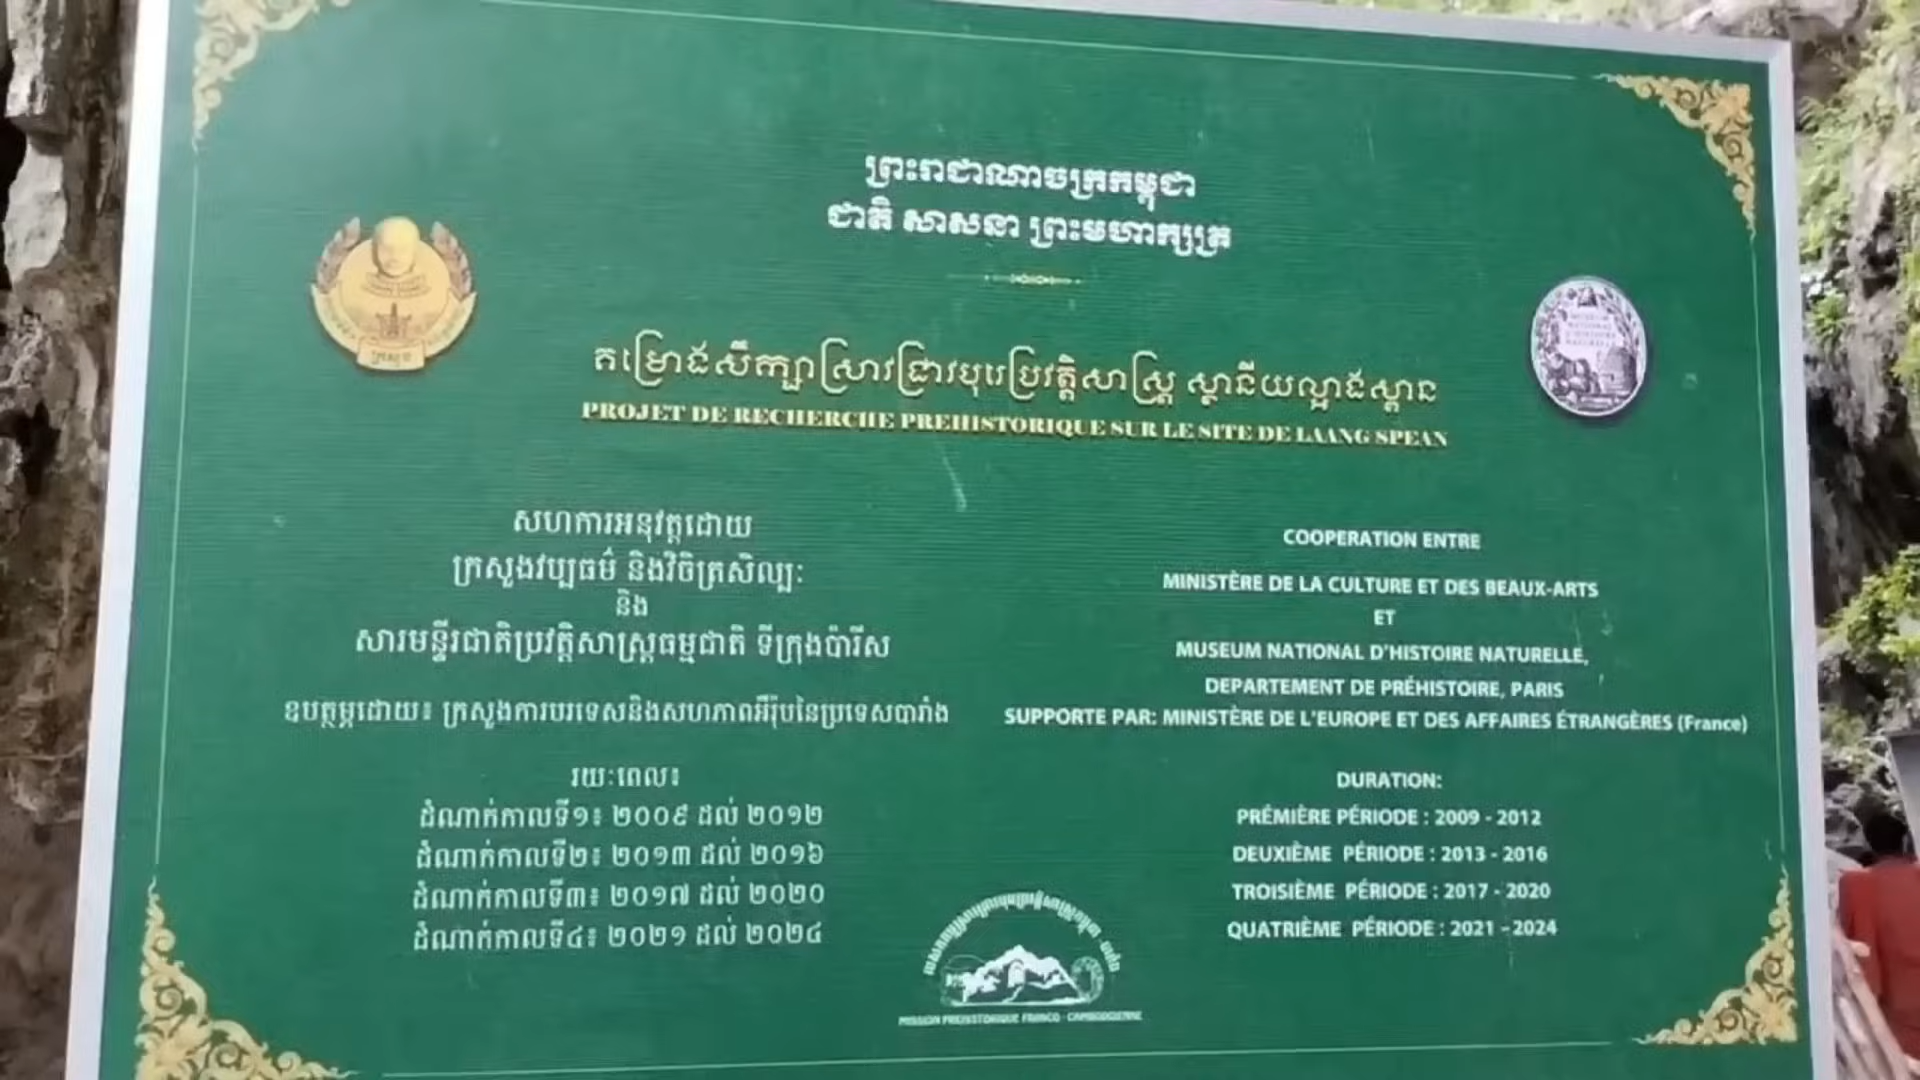 ព្រះរាជាណាចក្រកម្ពុជា
ជាតិ សាសនា ព្រះមហាក្សត្រ
គម្រោងសិក្សាស្រាវជ្រាវបុរេប្រវត្តិសាស្ត្រ ស្ថានីយល្អាងស្ពាន
PROJET DE RECHERCHE PREHISTORIQUE SUR LE SITE DE LAANG SPEAN
MUSEUM
NATIONAL
D'HISTOIRE
NATURELLE
សហការអនុវត្តដោយ
ក្រសួងវប្បធម៌ និងវិចិត្រសិល្បៈ
និង
សារមន្ទីរជាតិប្រវត្តិសាស្ត្រធម្មជាតិ ទីក្រុងប៉ារីស
ឧបត្ថម្ភដោយ៖ ក្រសួងការបរទេសនិងសហភាពអឺរ៉ុបនៃប្រទេសបារាំង
រយៈពេល៖
ដំណាក់កាលទី១៖ ២០០៩ ដល់ ២០១២
ដំណាក់កាលទី២៖ ២០១៣ ដល់ ២០១៦
ដំណាក់កាលទី៣៖ ២០១៧ ដល់ ២០២០
ដំណាក់កាលទី៤៖ ២០២១ ដល់ ២០២៤
COOPERATION ENTRE
MINISTÈRE DE LA CULTURE ET DES BEAUX-ARTS
ET
MUSEUM NATIONAL D'HISTOIRE NATURELLE,
DEPARTEMENT DE PRÉHISTOIRE, PARIS
SUPPORTE PAR: MINISTÈRE DE L'EUROPE ET DES AFFAIRES ÉTRANGÈRES (France)
DURATION:
PRÉMIÈRE PÉRIODE : 2009 - 2012
DEUXIÈME PÉRIODE : 2013 - 2016
TROISIÈME PÉRIODE : 2017 - 2020
QUATRIÈME PÉRIODE : 2021 - 2024
MISSION PREHISTORIQUE FRANCO - CAMBODGIENNE